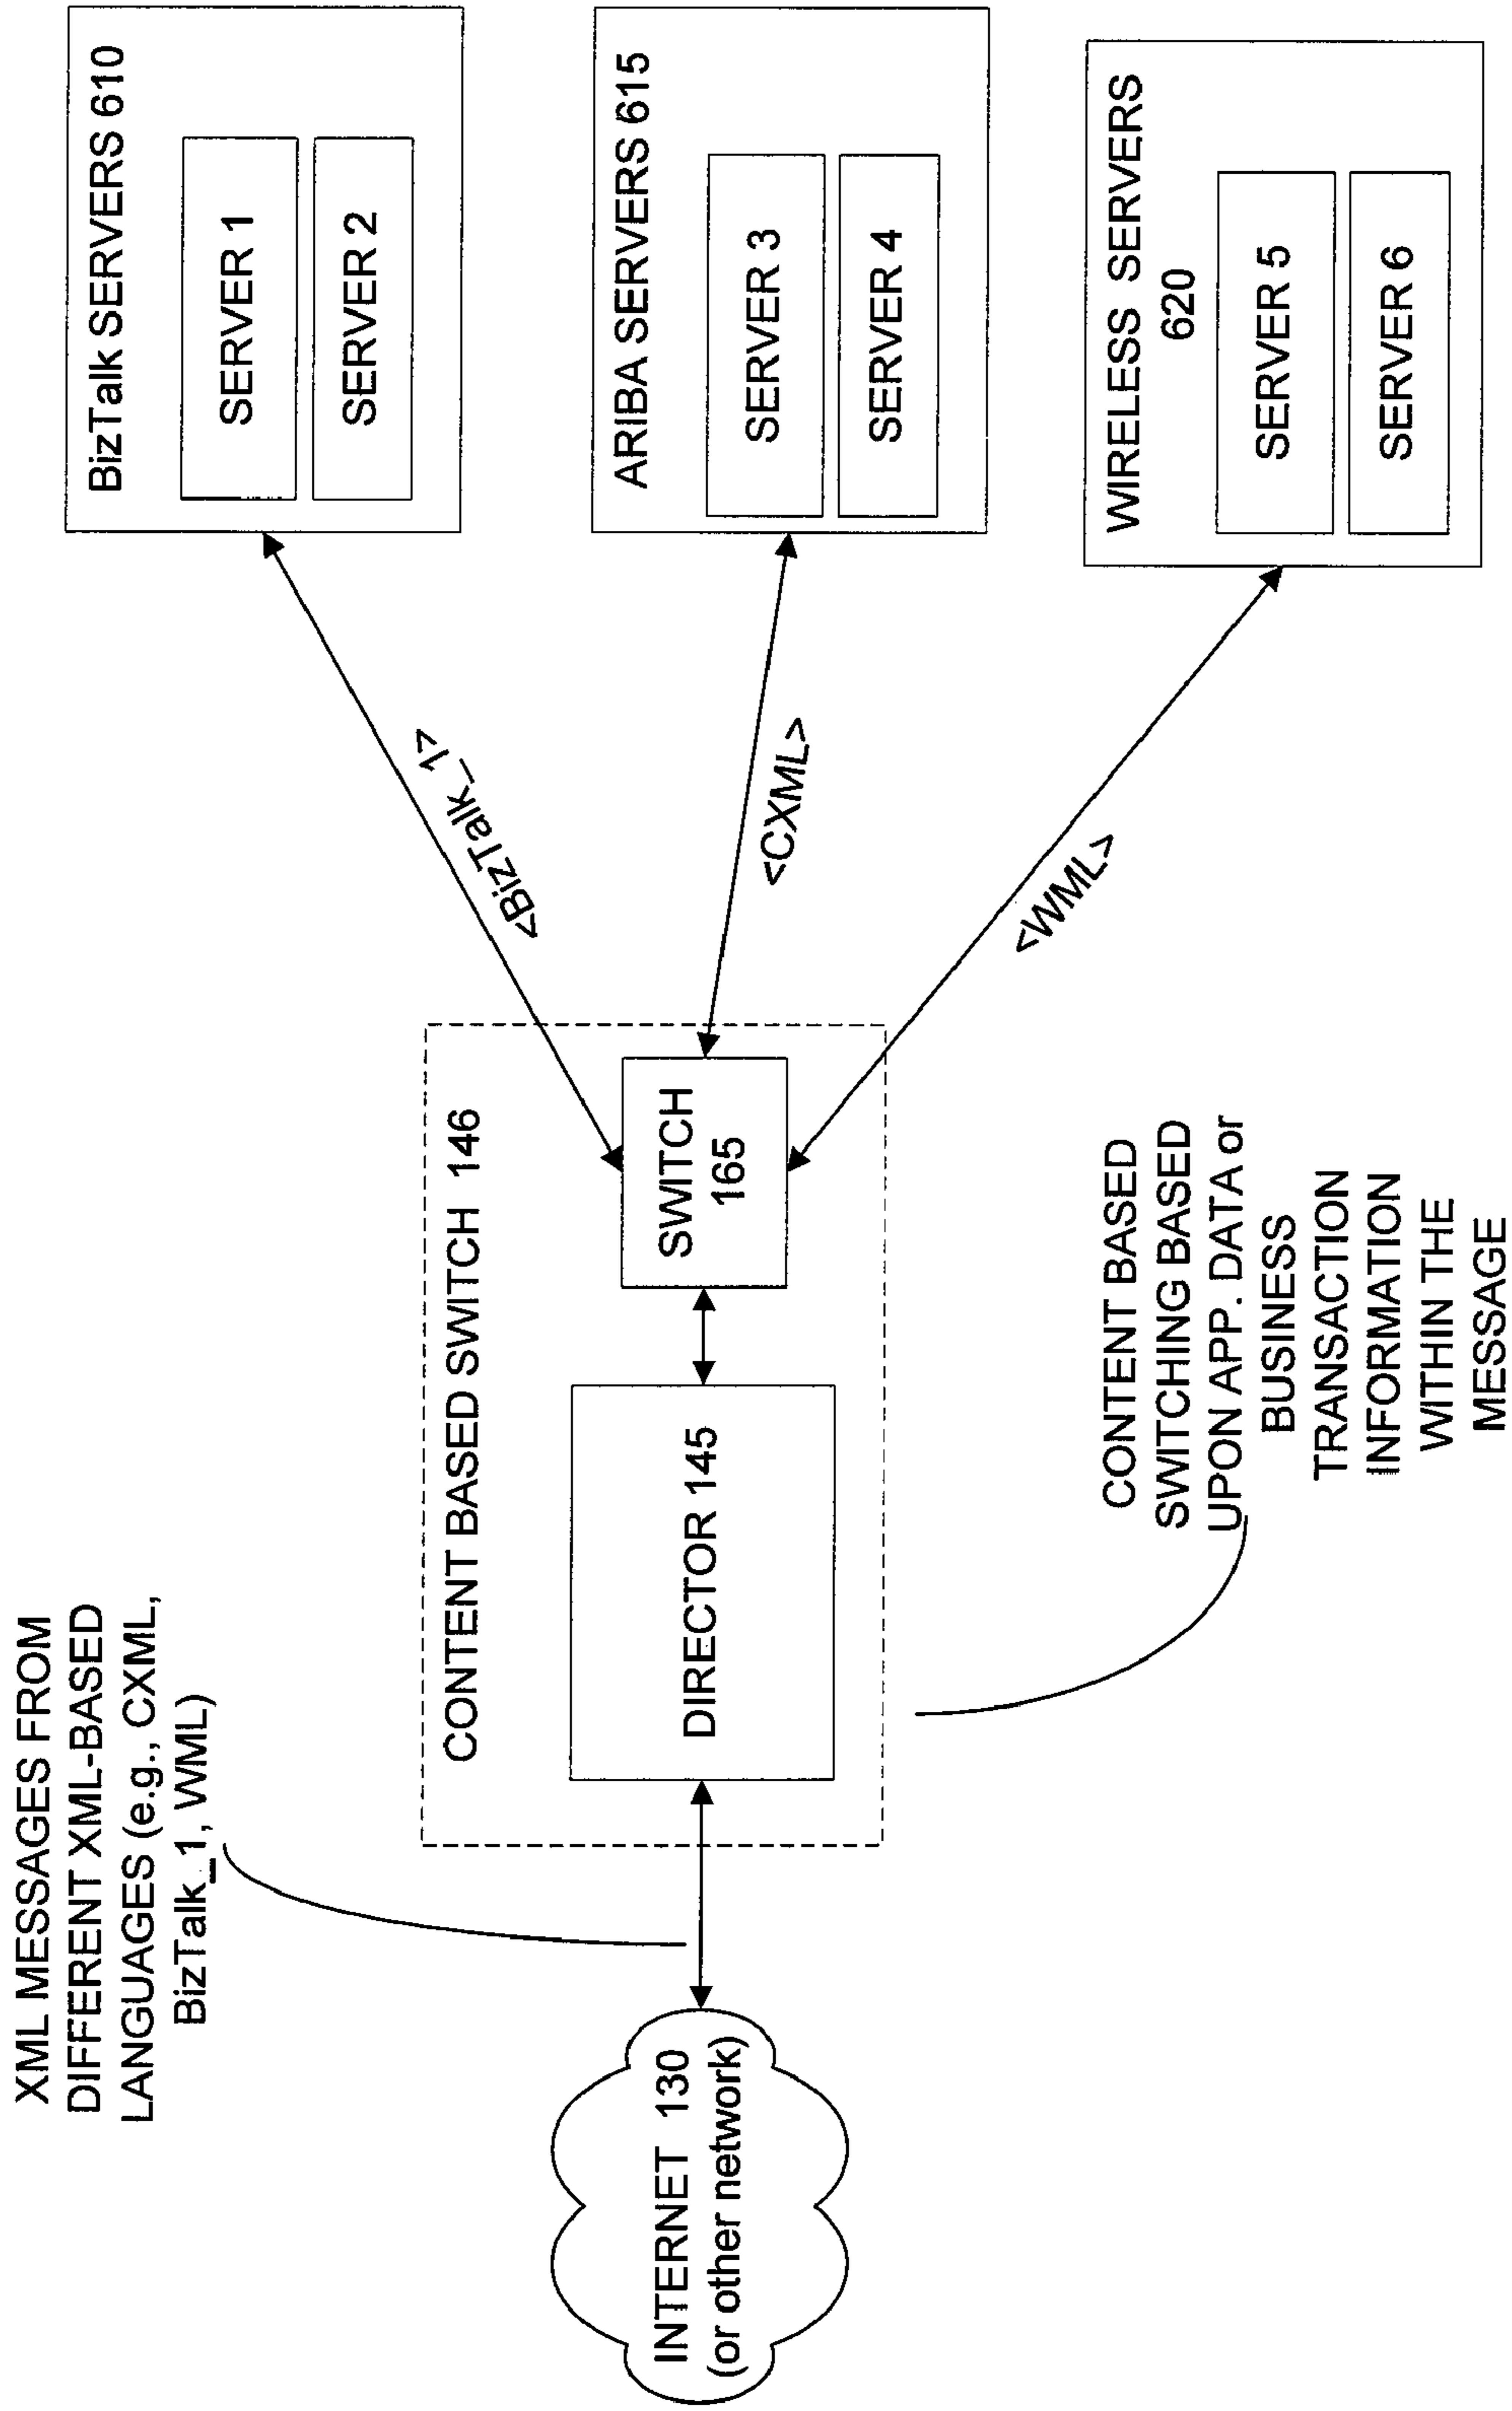 XML MESSAGES FROM
DIFFERENT XML-BASED
LANGUAGES (e.g., CXML,
BizTalk_1, WML)
INTERNET 130
(or other network)
CONTENT BASED SWITCH 146
DIRECTOR 145
SWITCH
165
CONTENT BASED
SWITCHING BASED
UPON APP. DATA or
BUSINESS
TRANSACTION
INFORMATION
WITHIN THE
MESSAGE
<BizTalk_1>
<CXML>
<WML>
BizTalk SERVERS 610
SERVER 1
SERVER 2
ARIBA SERVERS 615
SERVER 3
SERVER 4
WIRELESS SERVERS
620
SERVER 5
SERVER 6